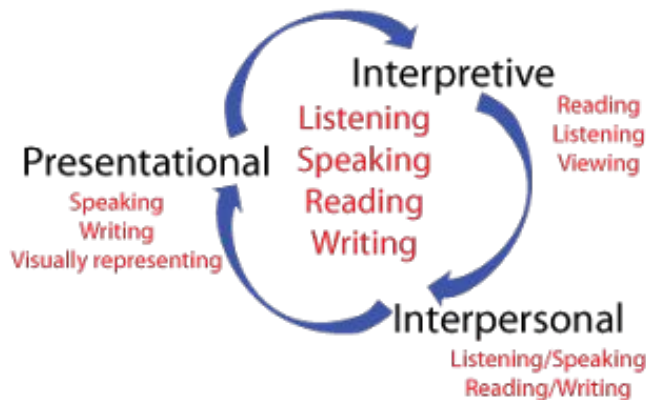 Interpretive
Reading
Listening
Viewing
Listening
Speaking
Reading
Writing
Presentational
Speaking
Writing
Visually representing
Interpersonal
Listening/Speaking
Reading/Writing